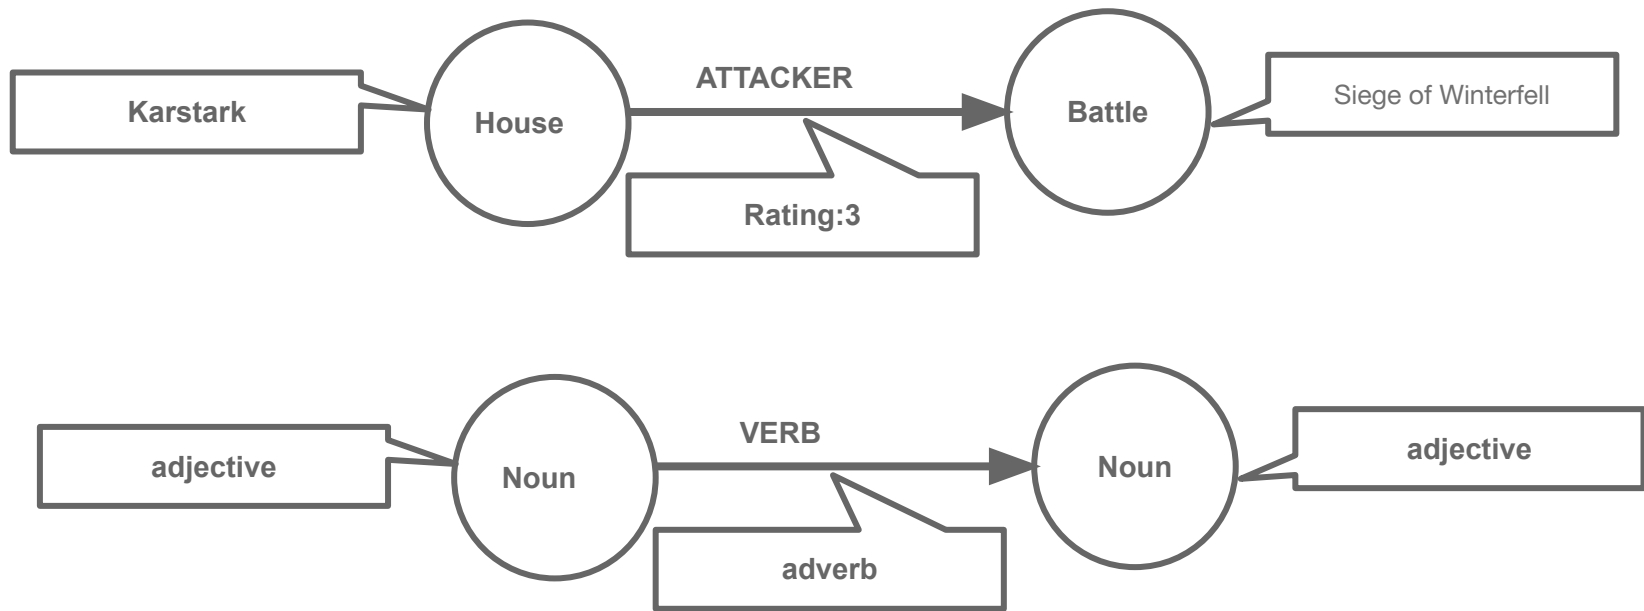 ATTACKER
Karstark
House
Battle
Siege of Winterfell
Rating:3
VERB
adjective
Noun
Noun
adjective
adverb